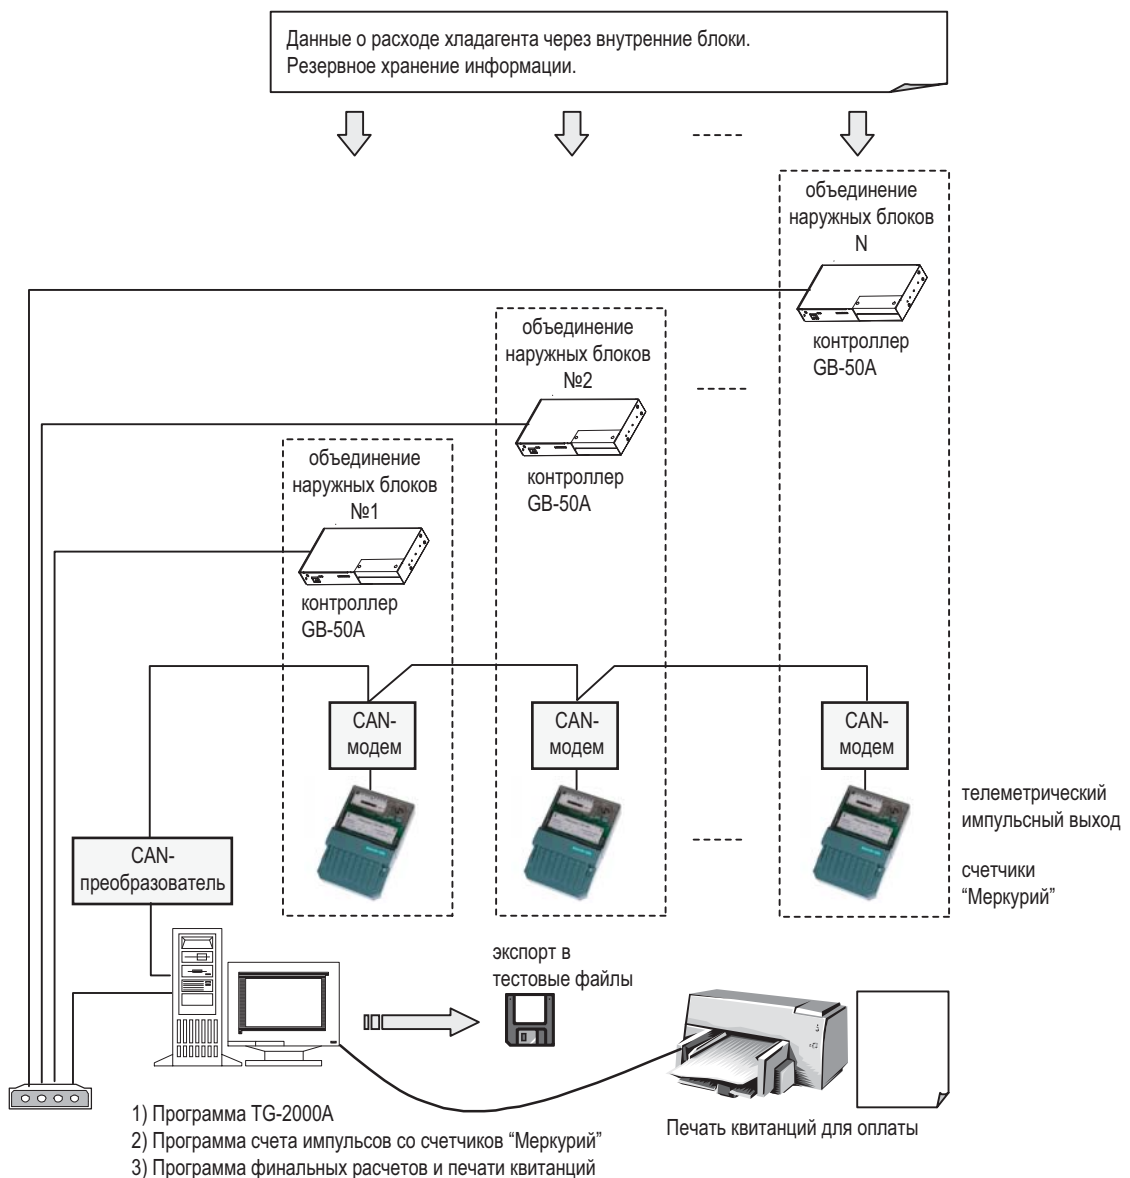 Данные о расходе хладагента через внутренние блоки.
Резервное хранение информации.
объединение
наружных блоков
N
контроллер
GB-50A
объединение
наружных блоков
№2
контроллер
GB-50A
объединение
наружных блоков
№1
контроллер
GB-50A
CAN-
модем
CAN-
модем
CAN-
модем
телеметрический
импульсный выход
счетчики
“Меркурий”
CAN-
преобразователь
экспорт в
тестовые файлы
Печать квитанций для оплаты
1) Программа TG-2000A
2) Программа счета импульсов со счетчиков “Меркурий”
3) Программа финальных расчетов и печати квитанций